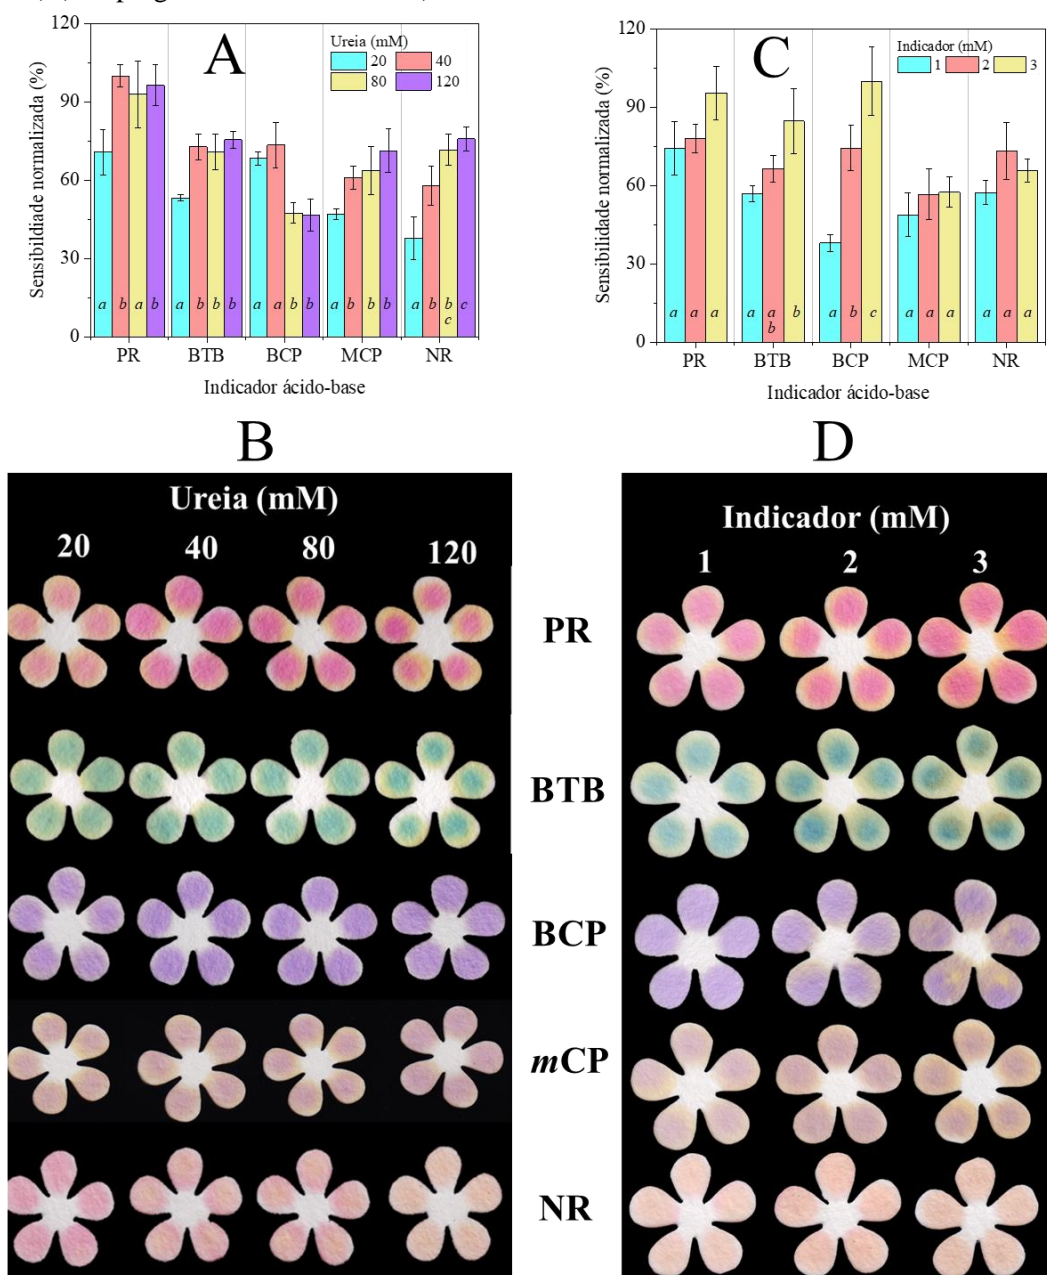 A
Ureia (mM)
20 40
80 120
Sensibildiade normalizada (%)
120
90
60
30
0
a b a b a b b b a a b b a b b b a b b c
c
PR BTB BCP MCP NR
Indicador ácido-base
C
Indicador (mM)
1 2 3
Sensibilidade normalizada (%)
120
90
60
30
0
a a a a a b a b c a a a a a a
b
PR BTB BCP MCP NR
Indicador ácido-base
B
Ureia (mM)
20 40 80 120
D
Indicador (mM)
1 2 3
PR
BTB
BCP
mCP
NR